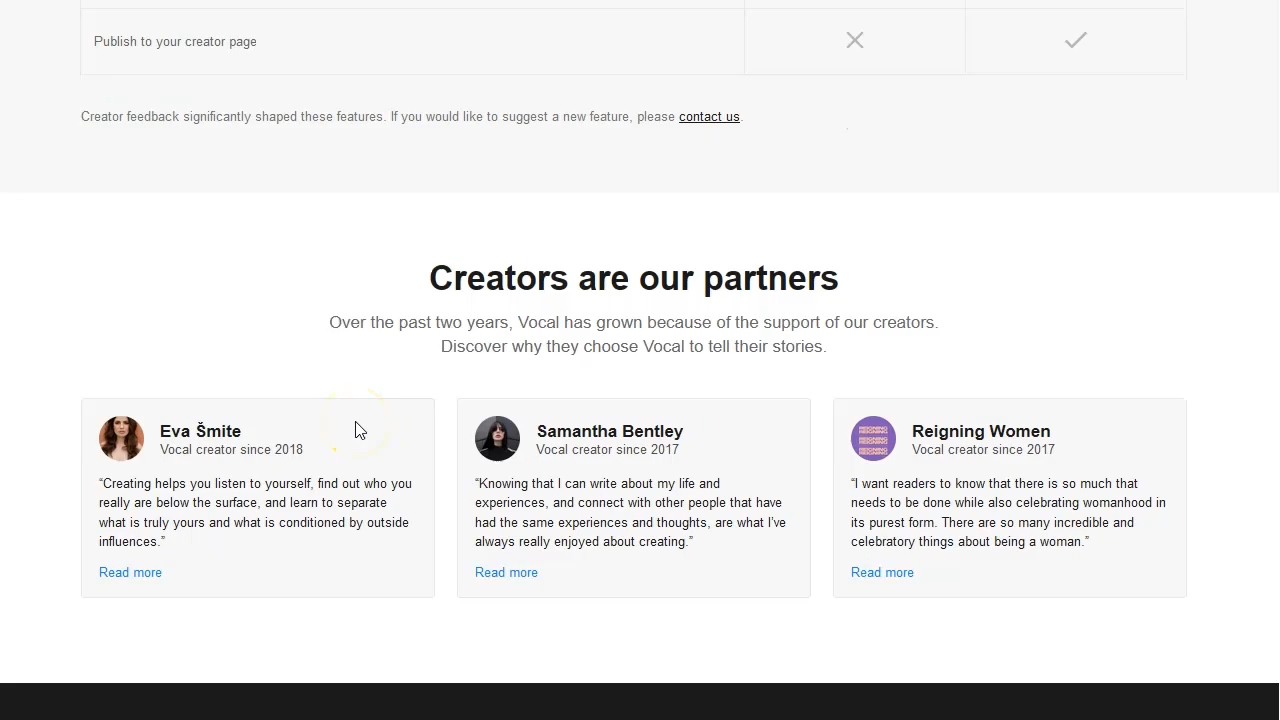 Publish to your creator page
Creator feedback significantly shaped these features. If you would like to suggest a new feature, please contact us.
Creators are our partners
Over the past two years, Vocal has grown because of the support of our creators.
Discover why they choose Vocal to tell their stories.
Eva Šmite
Vocal creator since 2018
“Creating helps you listen to yourself, find out who you
really are below the surface, and learn to separate
what is truly yours and what is conditioned by outside
influences.”
Read more
Samantha Bentley
Vocal creator since 2017
“Knowing that I can write about my life and
experiences, and connect with other people that have
had the same experiences and thoughts, are what I've
always really enjoyed about creating.”
Read more
REIGNING
REIGNING
REIGNING
Reigning Women
Vocal creator since 2017
“I want readers to know that there is so much that
needs to be done while also celebrating womanhood in
its purest form. There are so many incredible and
celebratory things about being a woman.”
Read more